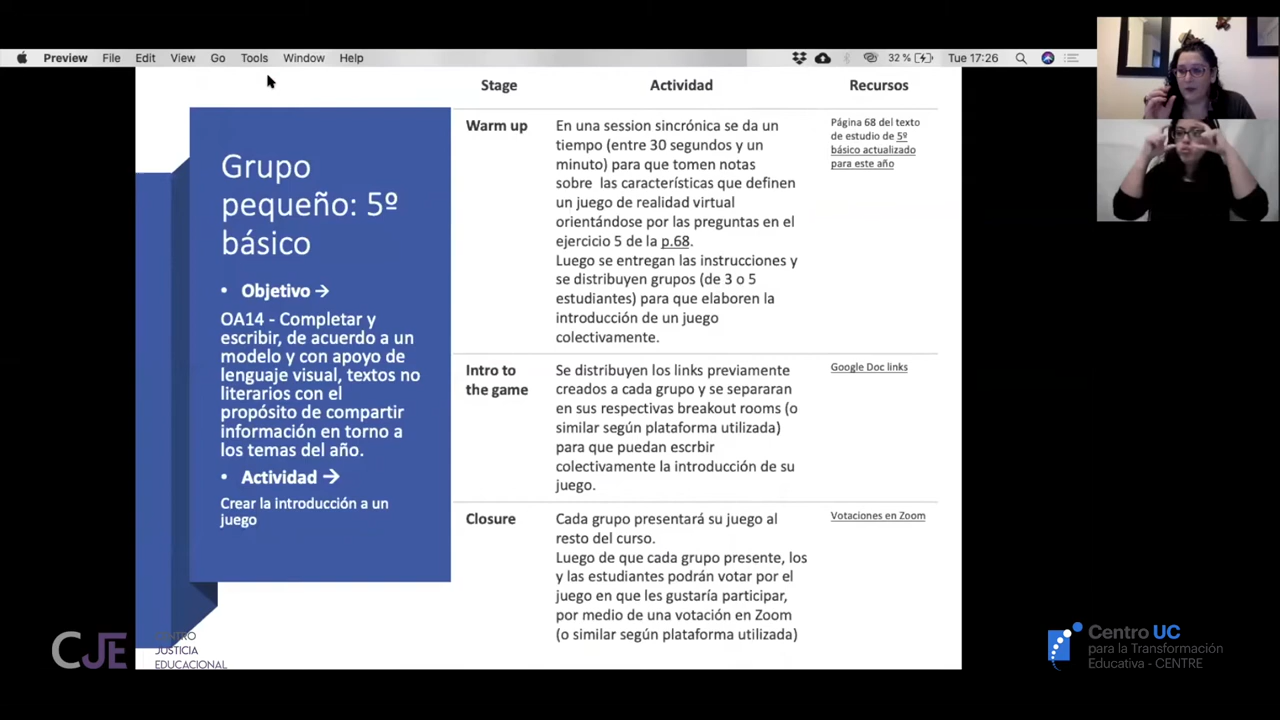 Preview File Edit View Go Tools Window Help 32 % Tue 17:26
Grupo
pequeño: 5º
básico
• Objetivo →
OA14 - Completar y
escribir, de acuerdo a un
modelo y con apoyo de
lenguaje visual, textos no
literarios con el
propósito de compartir
información en torno a
los temas del año.
• Actividad →
Crear la introducción a un
juego
Stage Actividad Recursos
Warm up
En una session sincrónica se da un
tiempo (entre 30 segundos y un
minuto) para que tomen notas
sobre las características que definen
un juego de realidad virtual
orientándose por las preguntas en el
ejercicio 5 de la p.68.
Luego se entregan las instrucciones y
se distribuyen grupos (de 3 o 5
estudiantes) para que elaboren la
introducción de un juego
colectivamente.
Página 68 del texto
de estudio de 5º
básico actualizado
para este año
Intro to
the game
Se distribuyen los links previamente
creados a cada grupo y se separaran
en sus respectivas breakout rooms (o
similar según plataforma utilizada)
para que puedan escrbir
colectivamente la introducción de su
juego.
Google Doc links
Closure
Cada grupo presentará su juego al
resto del curso.
Luego de que cada grupo presente, los
y las estudiantes podrán votar por el
juego en que les gustaría participar,
por medio de una votación en Zoom
(o similar según plataforma utilizada)
Votaciones en Zoom
CJE
CENTRO
JUSTICIA
EDUCACIONAL
Centro UC
para la Transformación
Educativa - CENTRE